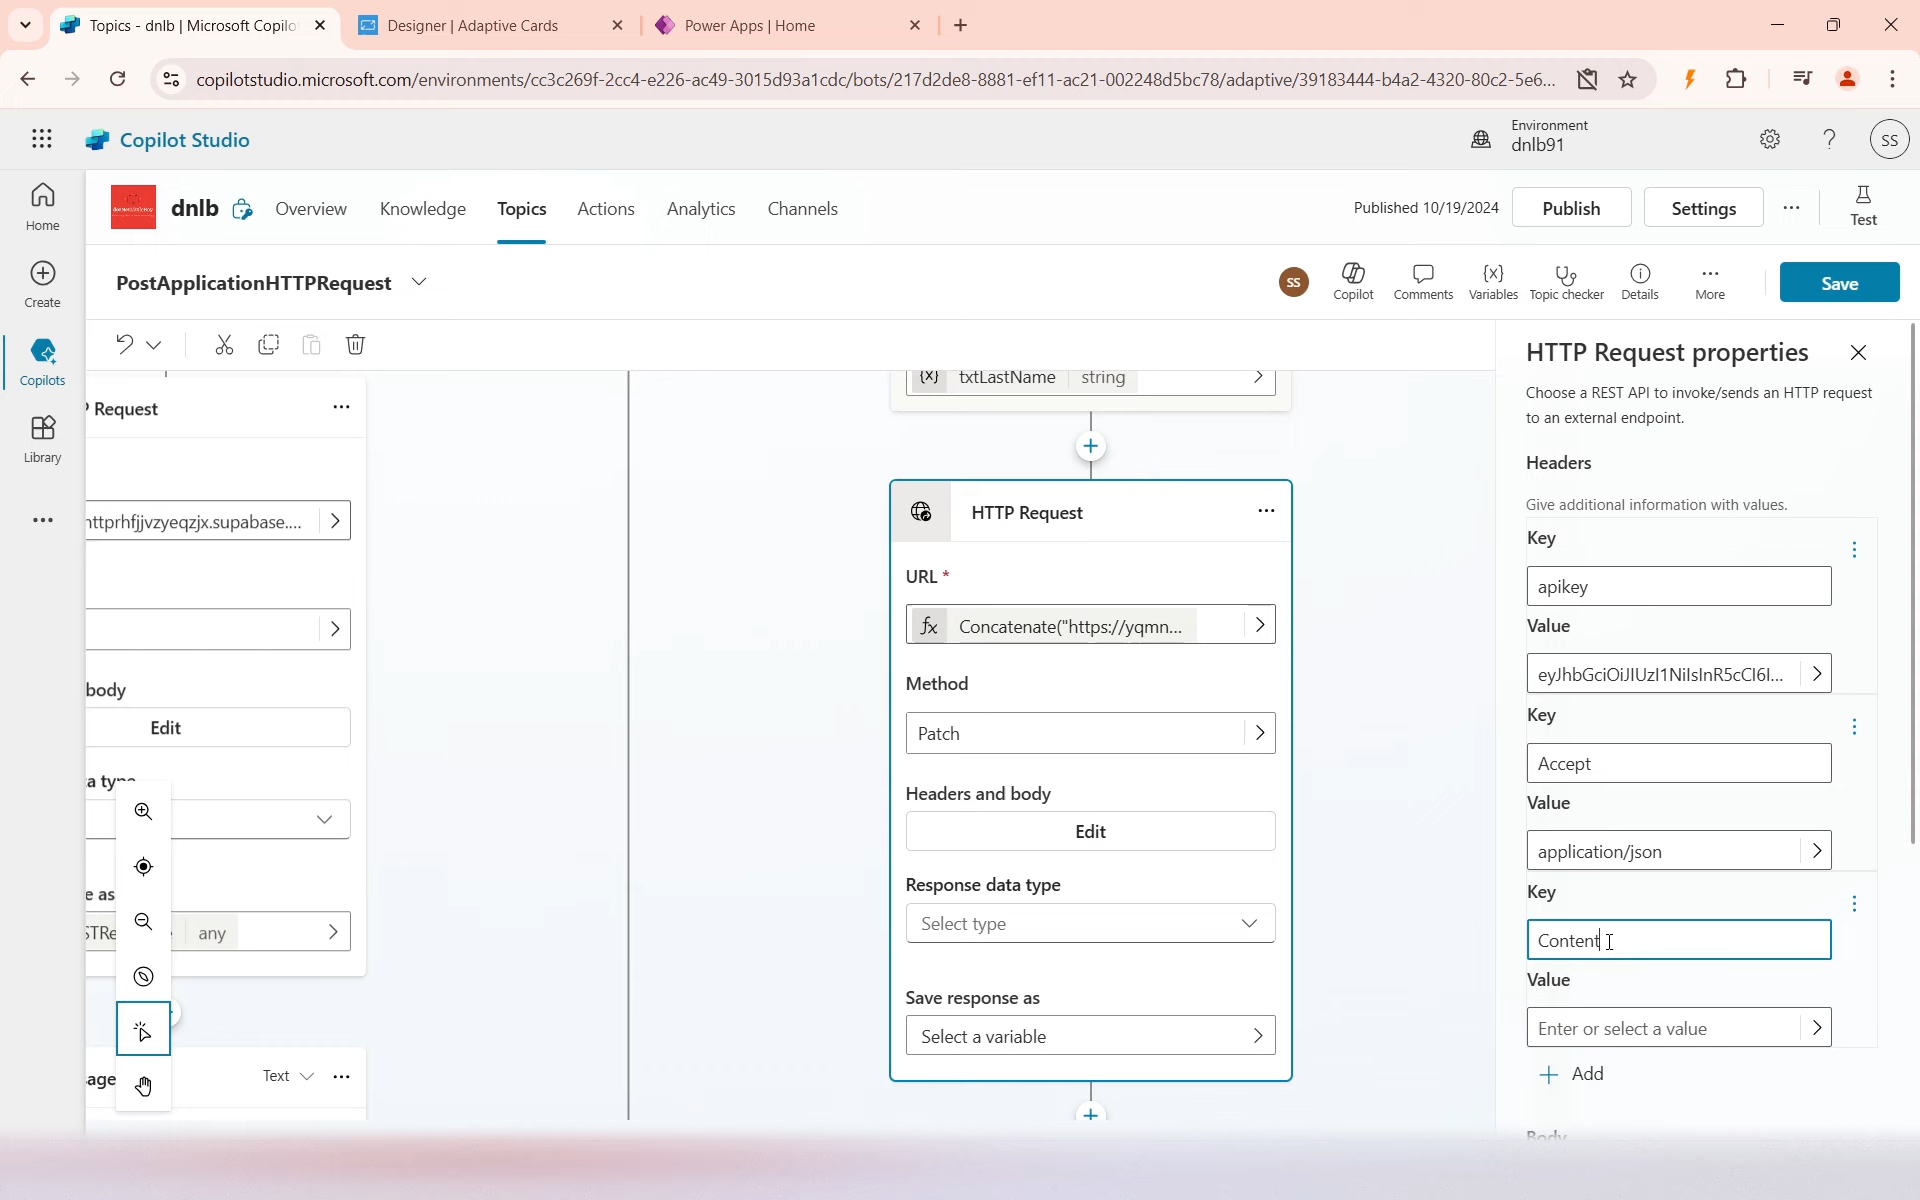 Topics - dnlb | Microsoft Copilo
Designer | Adaptive Cards
Power Apps | Home
copilotstudio.microsoft.com/environments/cc3c269f-2cc4-e226-ac49-3015d93a1cdc/bots/217d2de8-8881-ef11-ac21-002248d5bc78/adaptive/39183444-b4a2-4320-80c2-5e6...
Copilot Studio
Environment
dnlb91
SS
Home
Create
Copilots
Library
dnlb
Overview
Knowledge
Topics
Actions
Analytics
Channels
Published 10/19/2024
Publish
Settings
Test
PostApplicationHTTPRequest
SS
Copilot
Comments
Variables
Topic checker
Details
More
Save
Request
ttprhfjjvzyeqzjx.supabase....
body
Edit
a type
e as
STRe
any
age
Text
{x} txtLastName string
HTTP Request
URL *
fx Concatenate("https://yqmn...
Method
Patch
Headers and body
Edit
Response data type
Select type
Save response as
Select a variable
HTTP Request properties
Choose a REST API to invoke/sends an HTTP request
to an external endpoint.
Headers
Give additional information with values.
Key
apikey
Value
eyJhbGciOiJIUzI1NiIsInR5cCI6I...
Key
Accept
Value
application/json
Key
Content
Value
Enter or select a value
Add
Body